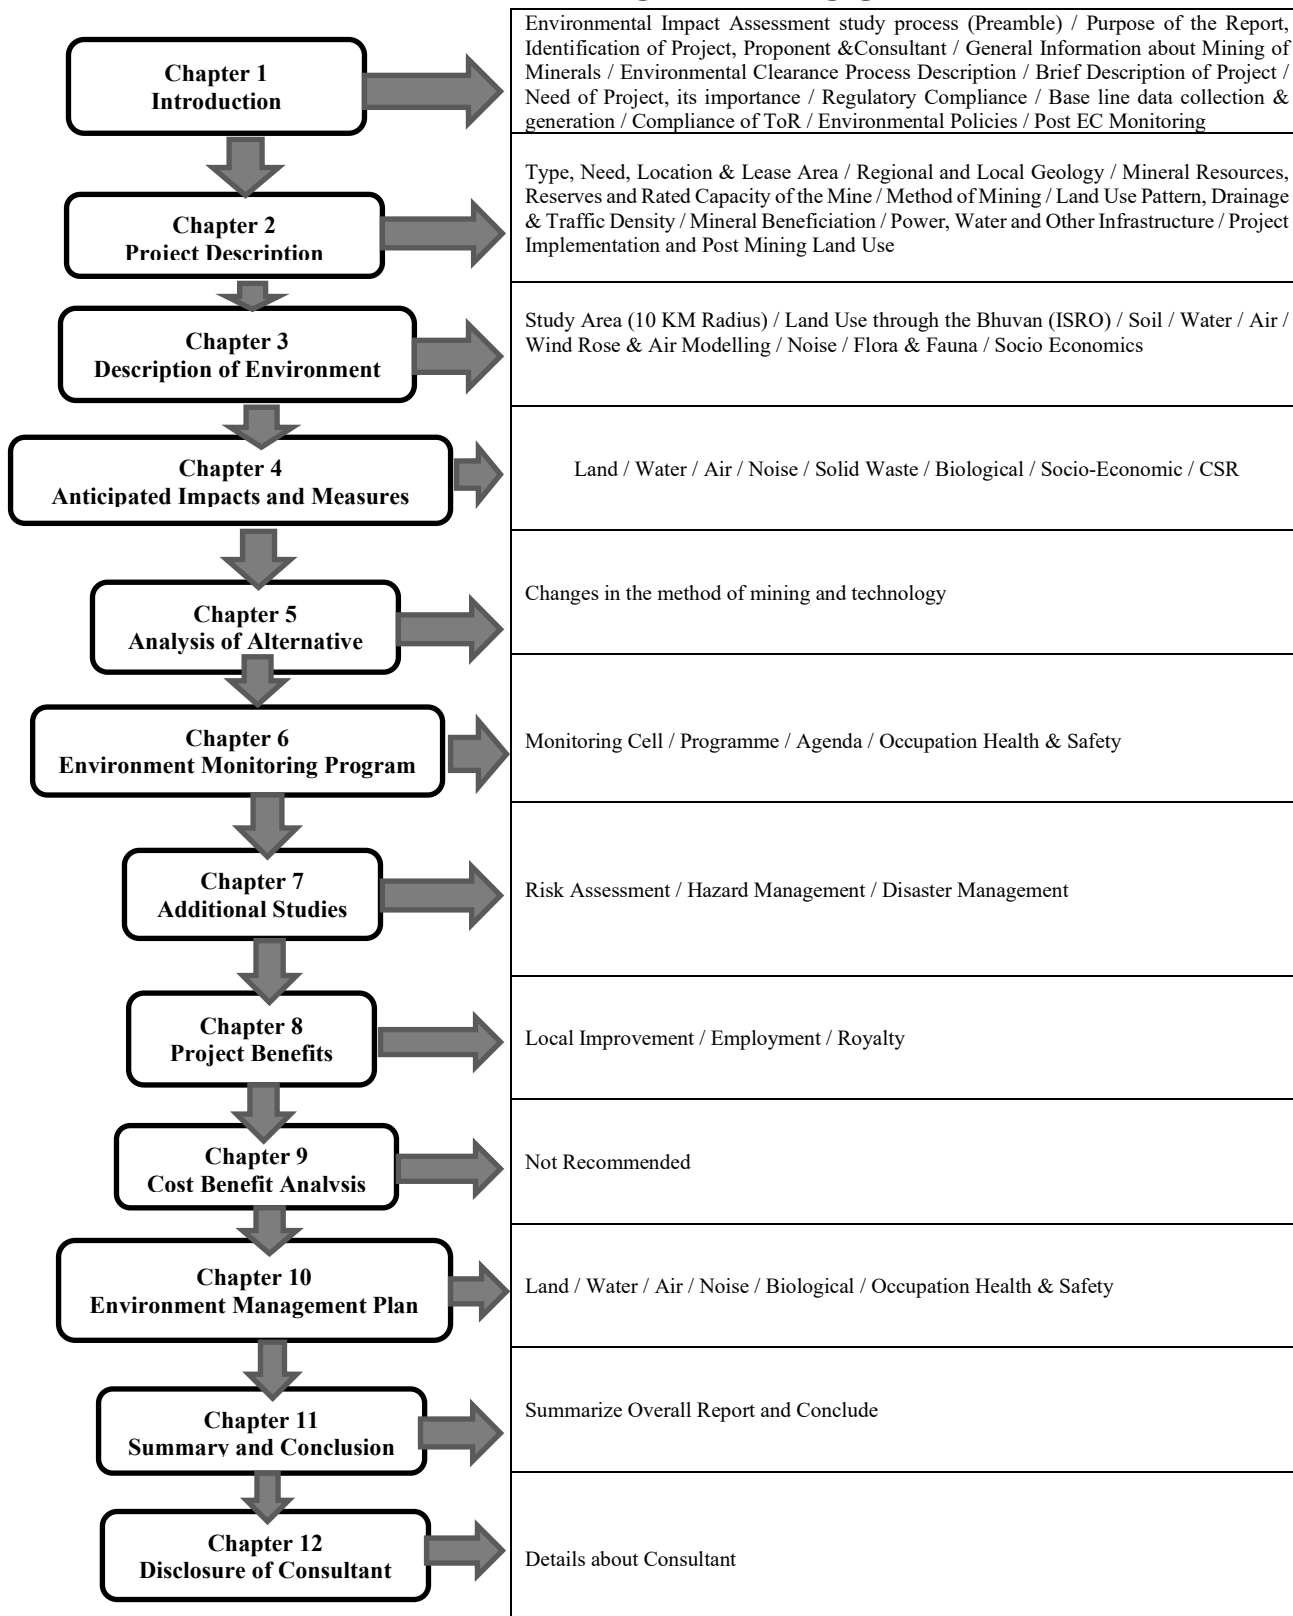 Chapter 1
Introduction
Environmental Impact Assessment study process (Preamble) / Purpose of the Report,
Identification of Project, Proponent &Consultant / General Information about Mining of
Minerals / Environmental Clearance Process Description / Brief Description of Project /
Need of Project, its importance / Regulatory Compliance / Base line data collection &
generation / Compliance of ToR / Environmental Policies / Post EC Monitoring
Chapter 2
Project Description
Type, Need, Location & Lease Area / Regional and Local Geology / Mineral Resources,
Reserves and Rated Capacity of the Mine / Method of Mining / Land Use Pattern, Drainage
& Traffic Density / Mineral Beneficiation / Power, Water and Other Infrastructure / Project
Implementation and Post Mining Land Use
Chapter 3
Description of Environment
Study Area (10 KM Radius) / Land Use through the Bhuvan (ISRO) / Soil / Water / Air /
Wind Rose & Air Modelling / Noise / Flora & Fauna / Socio Economics
Chapter 4
Anticipated Impacts and Measures
Land / Water / Air / Noise / Solid Waste / Biological / Socio-Economic / CSR
Chapter 5
Analysis of Alternative
Changes in the method of mining and technology
Chapter 6
Environment Monitoring Program
Monitoring Cell / Programme / Agenda / Occupation Health & Safety
Chapter 7
Additional Studies
Risk Assessment / Hazard Management / Disaster Management
Chapter 8
Project Benefits
Local Improvement / Employment / Royalty
Chapter 9
Cost Benefit Analysis
Not Recommended
Chapter 10
Environment Management Plan
Land / Water / Air / Noise / Biological / Occupation Health & Safety
Chapter 11
Summary and Conclusion
Summarize Overall Report and Conclude
Chapter 12
Disclosure of Consultant
Details about Consultant